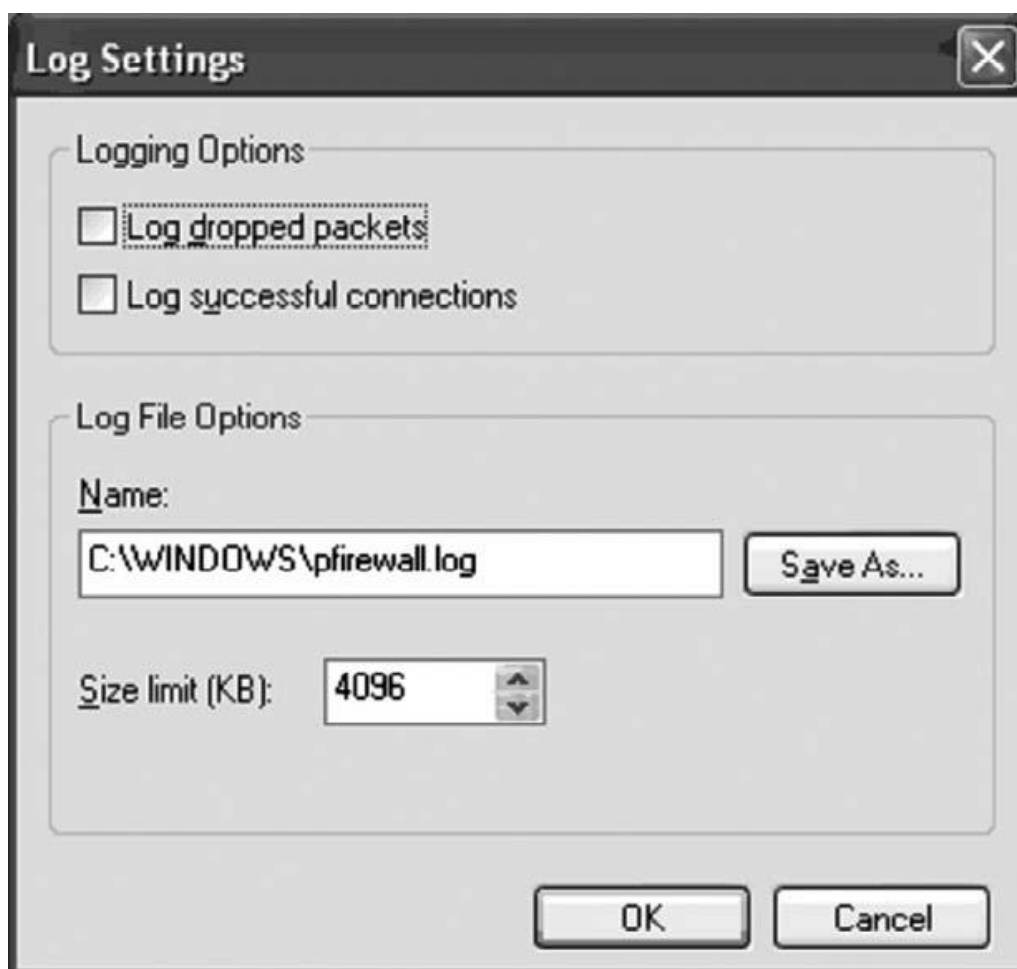 Log Settings
Logging Options
Log dropped packets
Log successful connections
Log File Options
Name:
C:\WINDOWS\pfirewall.log
Save As...
Size limit (KB):
4096
OK
Cancel